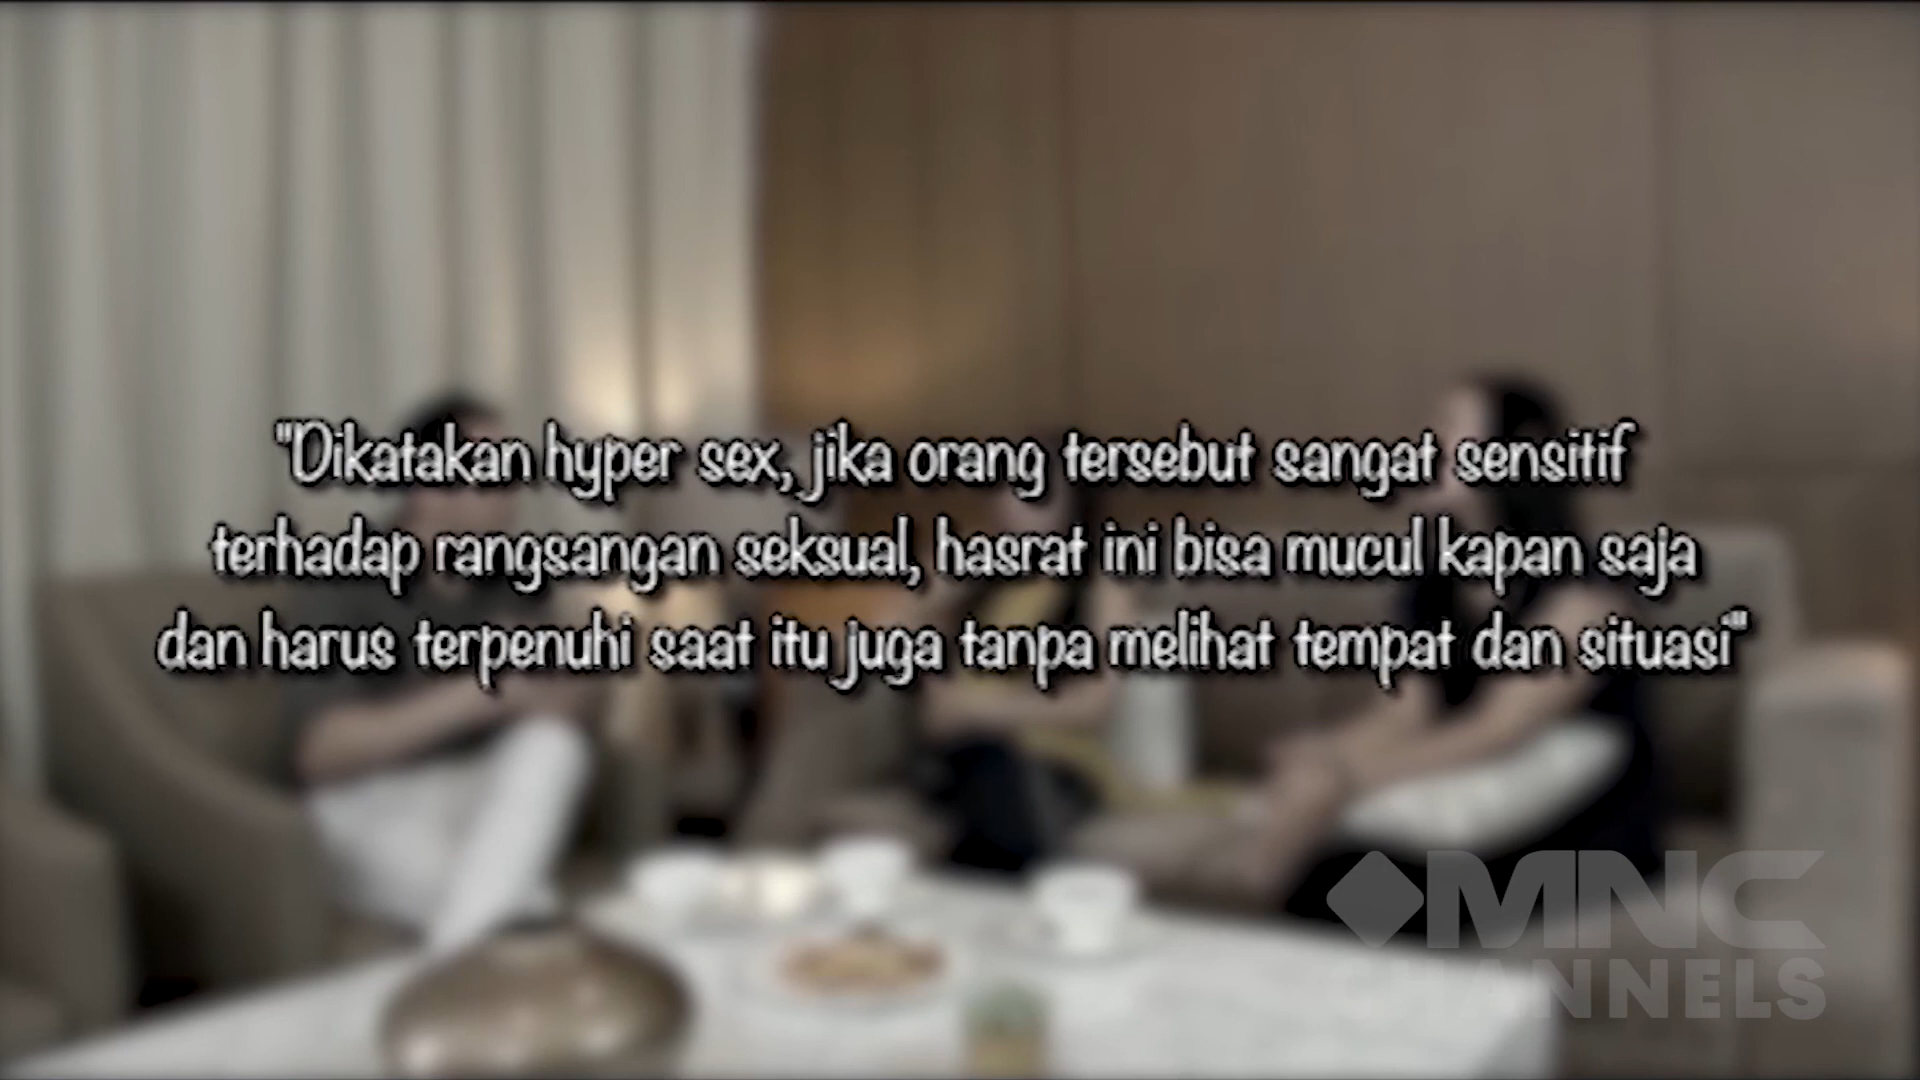 "Dikatakan hyper sex, jika orang tersebut sangat sensitif
terhadap rangsangan seksual, hasrat ini bisa mucul kapan saja
dan harus terpenuhi saat itu juga tanpa melihat tempat dan situasi"
MNC
CHANNELS